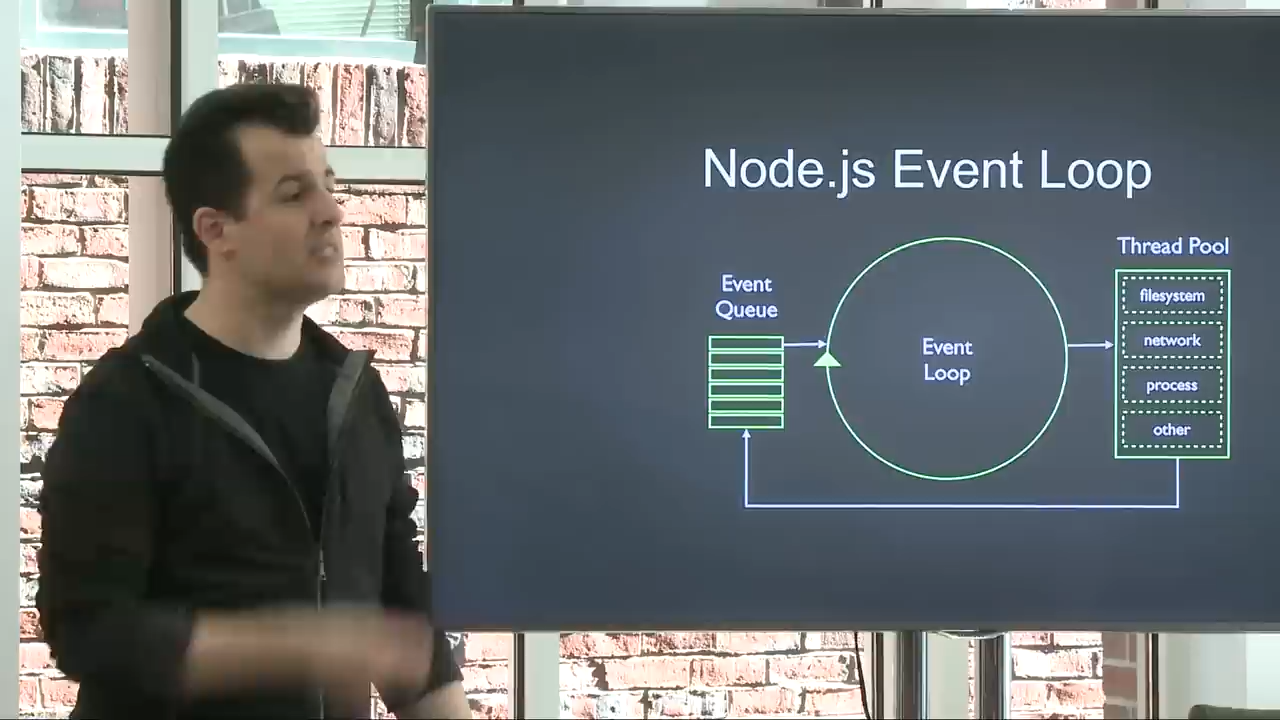 Node.js Event Loop
Event
Queue
Event
Loop
Thread Pool
filesystem
network
process
other